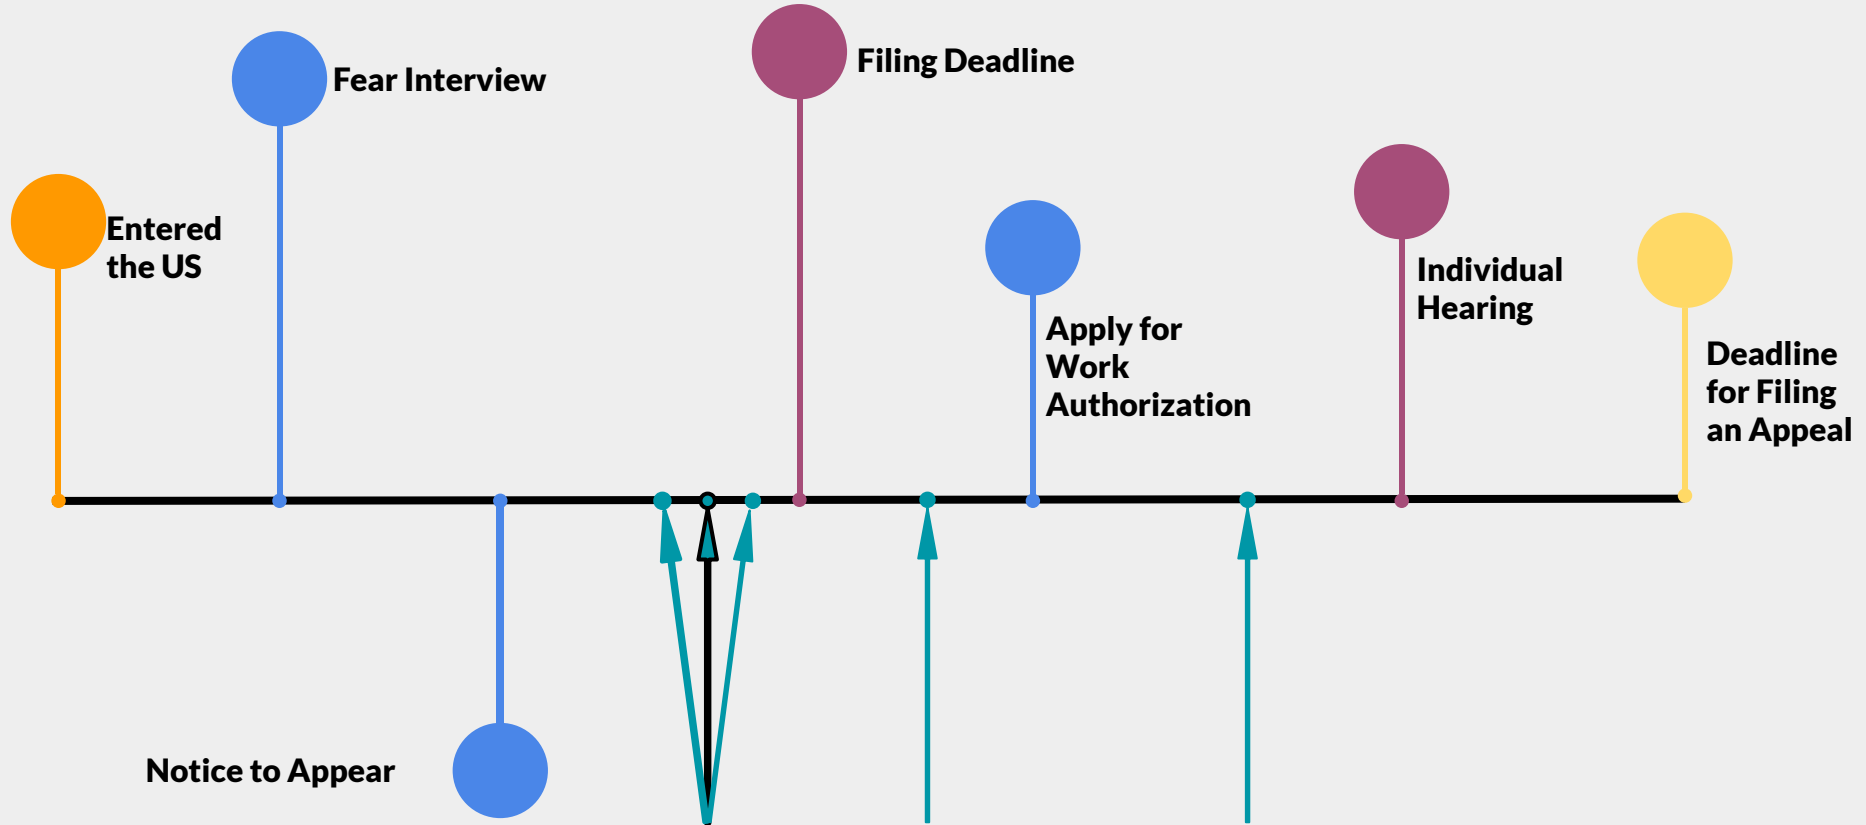 Fear Interview
Filing Deadline
Entered
the US
Individual
Hearing
Apply for
Work
Authorization
Deadline
for Filing
an Appeal
Notice to Appear